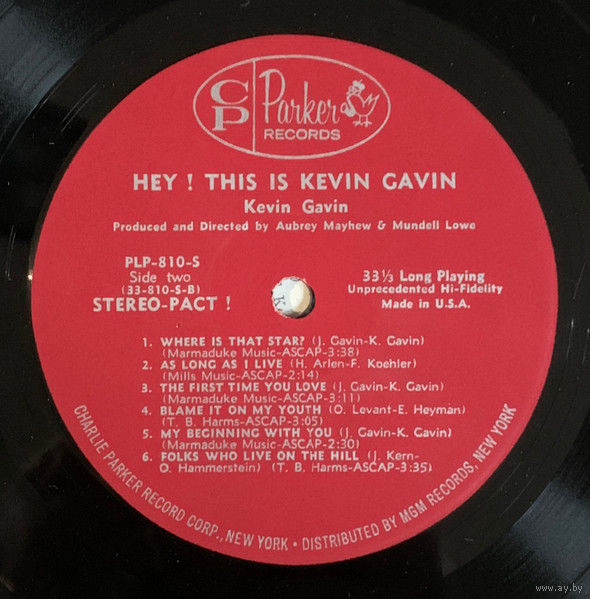 CP
Parker
RECORDS
HEY ! THIS IS KEVIN GAVIN
Kevin Gavin
Produced and Directed by Aubrey Mayhew & Mundell Lowe
PLP-810-S
Side two
(33-810-S-B)
STEREO-PACT !
33⅓ Long Playing
Unprecedented Hi-Fidelity
Made in U.S.A.
K
1. WHERE IS THAT STAR? (J. Gavin-K. Gavin)
(Marmaduke Music-ASCAP-3:38)
2. AS LONG AS I LIVE (H. Arlen-F. Koehler)
(Mills Music-ASCAP-2:14)
3. THE FIRST TIME YOU LOVE (J. Gavin-K. Gavin)
(Marmaduke Music-ASCAP-3:11)
4. BLAME IT ON MY YOUTH (O. Levant-E. Heyman)
(T. B. Harms-ASCAP-3:05)
5. MY BEGINNING WITH YOU (J. Gavin-K. Gavin)
(Marmaduke Music-ASCAP-2:30)
6. FOLKS WHO LIVE ON THE HILL (J. Kern-
O. Hammerstein) (T. B. Harms-ASCAP-3:35)
CHARLIE PARKER RECORD CORP., NEW YORK • DISTRIBUTED BY MGM RECORDS, NEW YORK
www.ay.by